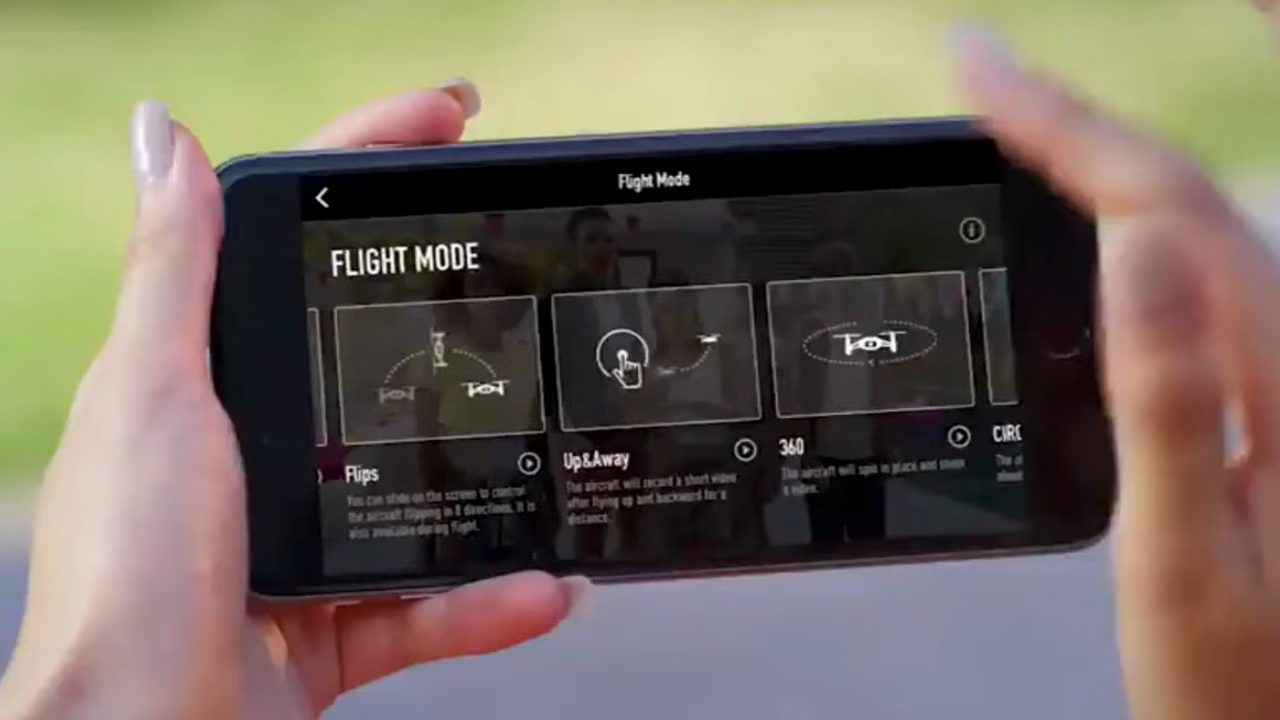 Flight Mode
FLIGHT MODE
Flips
You can slide on the screen to control
the aircraft flipping in 8 directions. It is
also available during flight.
Up&Away
The aircraft will record a short video
after flying up and backward for a
distance.
360
The aircraft will spin in place and shoot
a video.
CIRC